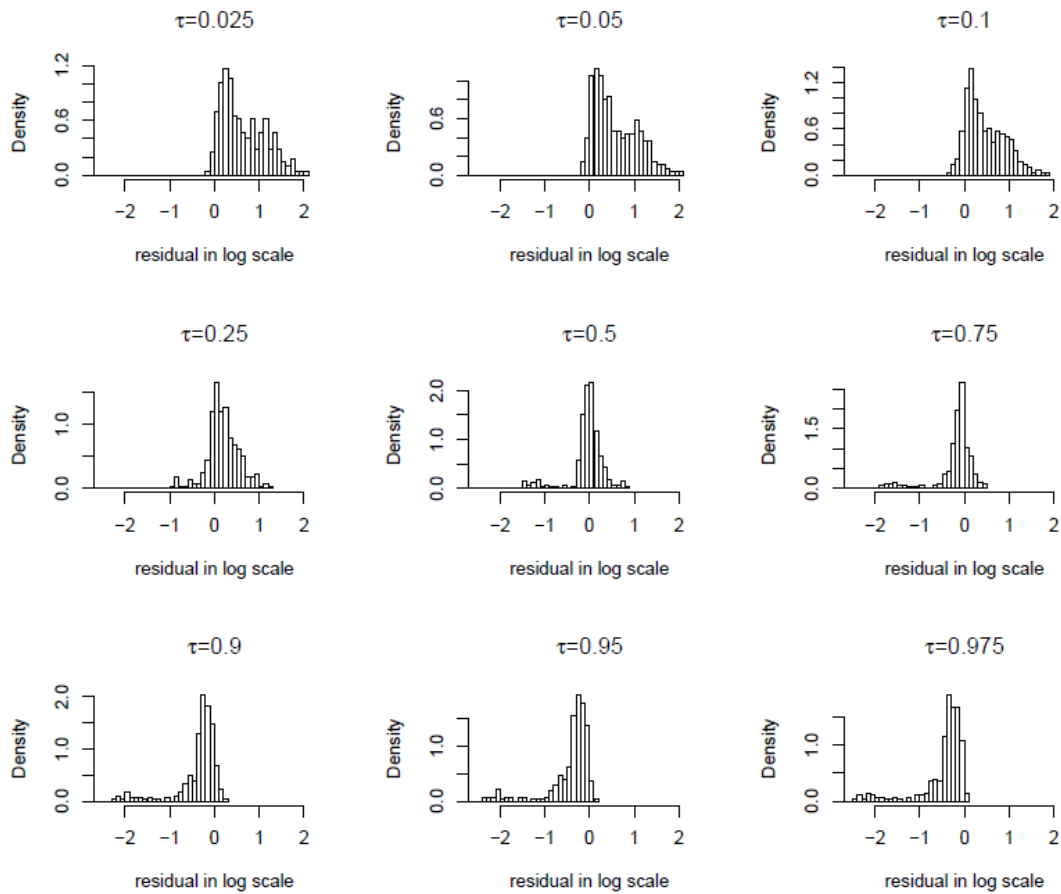 τ=0.025 τ=0.05 τ=0.1
Density 0.0 0.6 1.2 Density 0.0 0.6 Density 0.0 0.6 1.2
−2 −1 0 1 2 −2 −1 0 1 2 −2 −1 0 1 2
residual in log scale residual in log scale residual in log scale
τ=0.25 τ=0.5 τ=0.75
Density 0.0 1.0 Density 0.0 1.0 2.0 Density 0.0 1.5
−2 −1 0 1 2 −2 −1 0 1 2 −2 −1 0 1 2
residual in log scale residual in log scale residual in log scale
τ=0.9 τ=0.95 τ=0.975
Density 0.0 1.0 2.0 Density 0.0 1.0 Density 0.0 1.0
−2 −1 0 1 2 −2 −1 0 1 2 −2 −1 0 1 2
residual in log scale residual in log scale residual in log scale